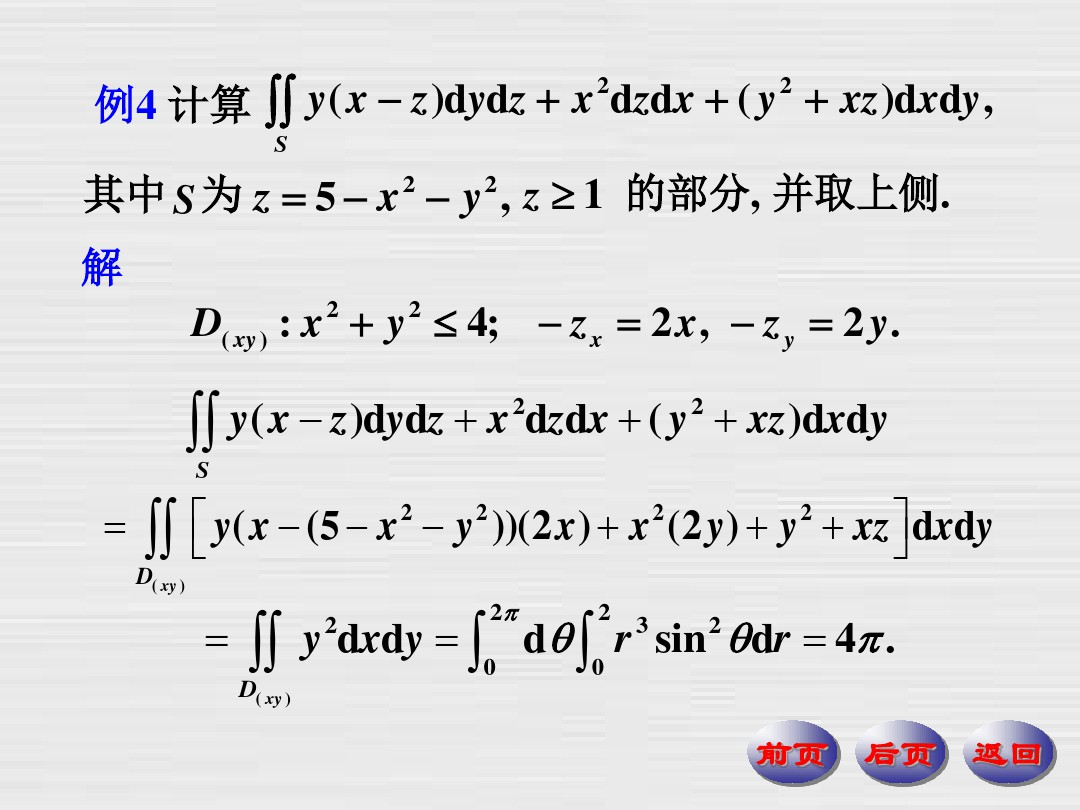 例4 计算 ∬_S y(x − z)dydz + x²dzdx + (y² + xz)dxdy,
其中 S 为 z = 5 − x² − y², z ≥ 1 的部分, 并取上侧.
解
D_(xy) : x² + y² ≤ 4; −z_x = 2x, −z_y = 2y.
∬_S y(x − z)dydz + x²dzdx + (y² + xz)dxdy
= ∬_{D_(xy)} [y(x − (5 − x² − y²))(2x) + x²(2y) + y² + xz]dxdy
= ∬_{D_(xy)} y²dxdy = ∫_0^{2π} dθ ∫_0^2 r³ sin²θdr = 4π.
前页 后页 返回